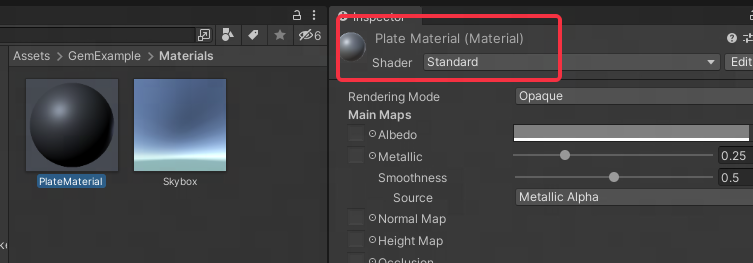 Inspector
6
Assets > GemExample > Materials
PlateMaterial
Skybox
Plate Material (Material)
Shader Standard Edit
Rendering Mode Opaque
Main Maps
Albedo
Metallic 0.25
Smoothness 0.5
Source Metallic Alpha
Normal Map
Height Map
Occlusion